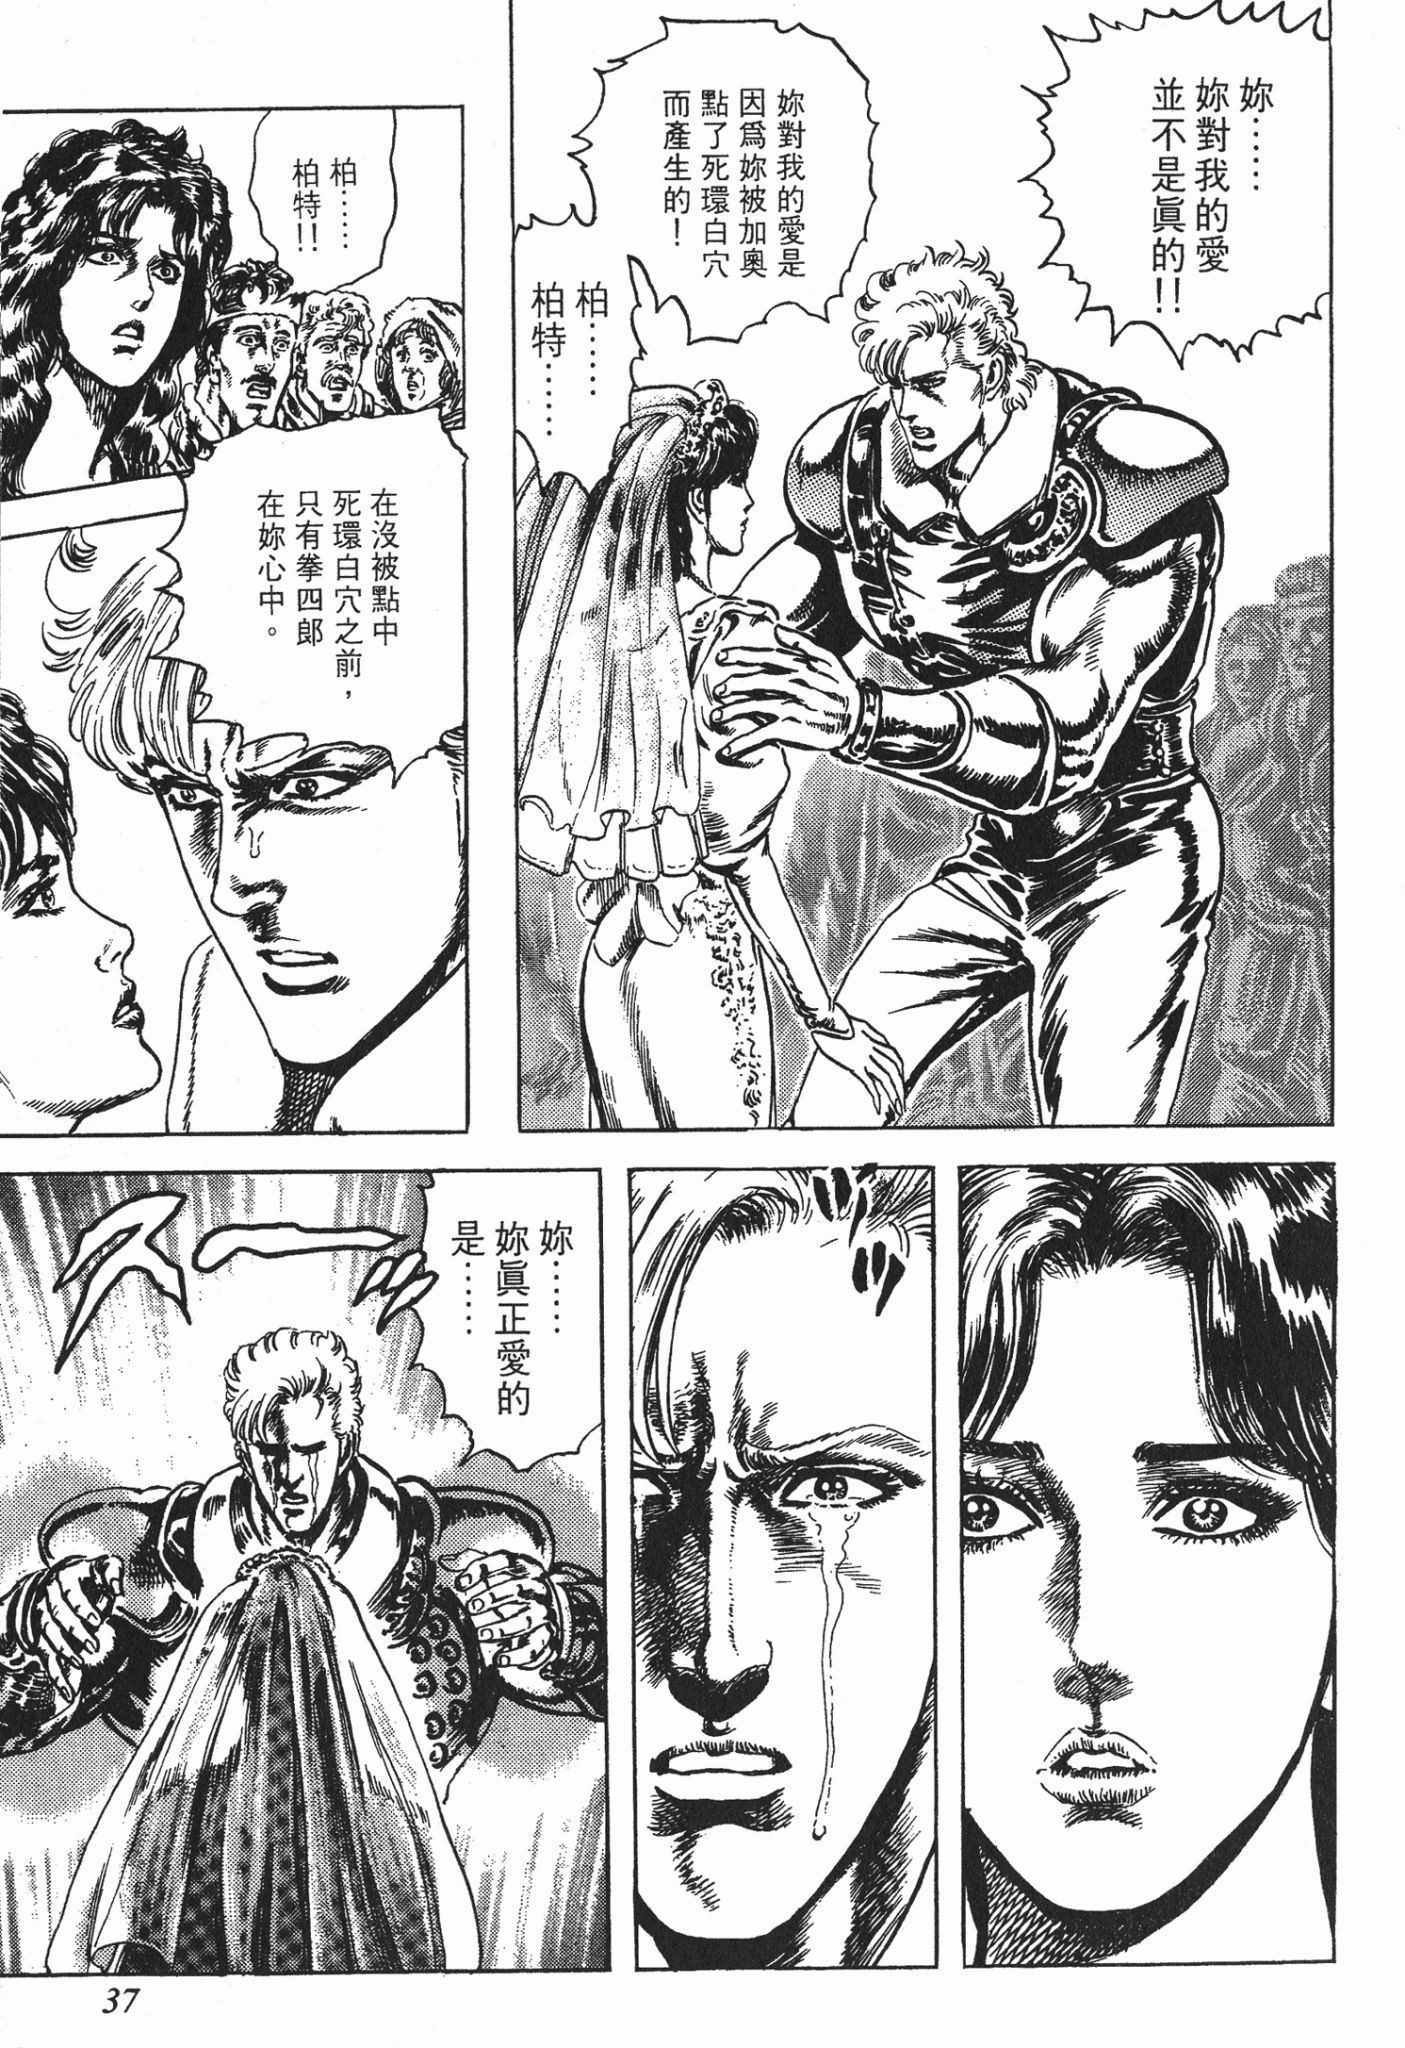 妳⋯⋯
妳對我的愛
並不是眞的!!
妳對我的愛是
因爲妳被加奧
點了死環白穴
而產生的！
柏⋯⋯
柏特⋯⋯
柏⋯⋯
柏特!!
在沒被點中
死環白穴之前，
只有拳四郎
在妳心中。
ツ
妳⋯⋯
妳眞正愛的
是⋯⋯
バ
ー
ス
37